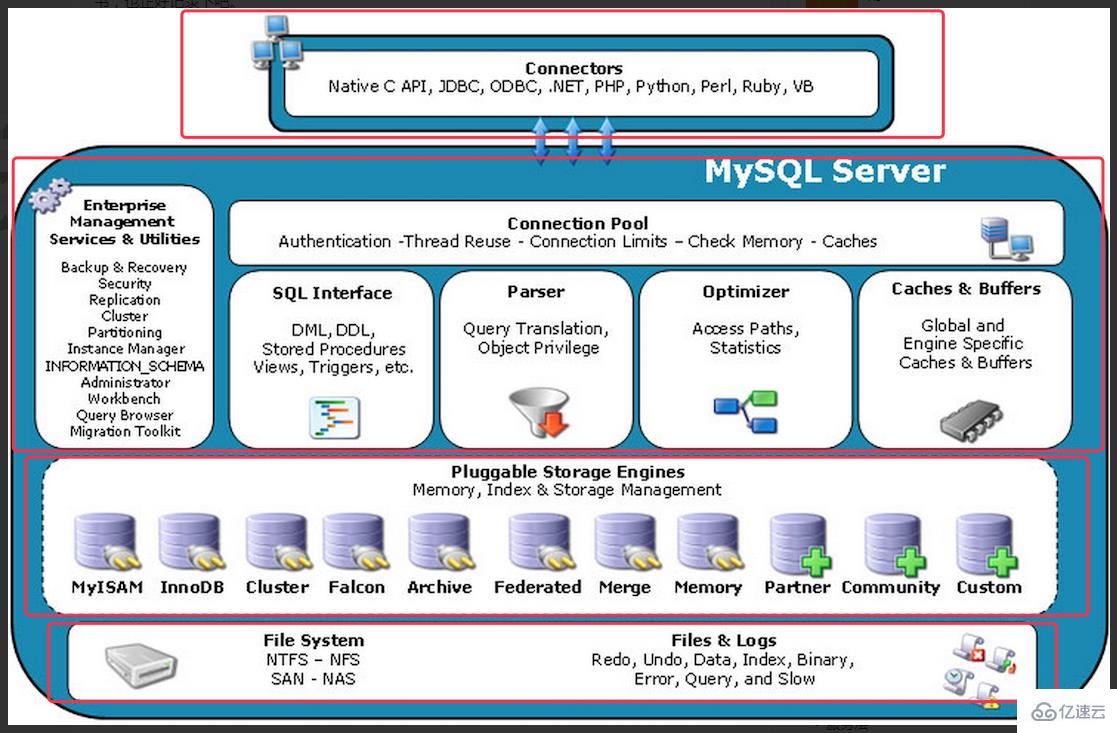 Connectors
Native C API, JDBC, ODBC, .NET, PHP, Python, Perl, Ruby, VB
MySQL Server
Enterprise
Management
Services & Utilities
Backup & Recovery
Security
Replication
Cluster
Partitioning
Instance Manager
INFORMATION_SCHEMA
Administrator
Workbench
Query Browser
Migration Toolkit
Connection Pool
Authentication -Thread Reuse - Connection Limits – Check Memory - Caches
SQL Interface
DML, DDL,
Stored Procedures
Views, Triggers, etc.
Parser
Query Translation,
Object Privilege
Optimizer
Access Paths,
Statistics
Caches & Buffers
Global and
Engine Specific
Caches & Buffers
Pluggable Storage Engines
Memory, Index & Storage Management
MyISAM InnoDB Cluster Falcon Archive Federated Merge Memory Partner Community Custom
File System
NTFS – NFS
SAN - NAS
Files & Logs
Redo, Undo, Data, Index, Binary,
Error, Query, and Slow
亿速云